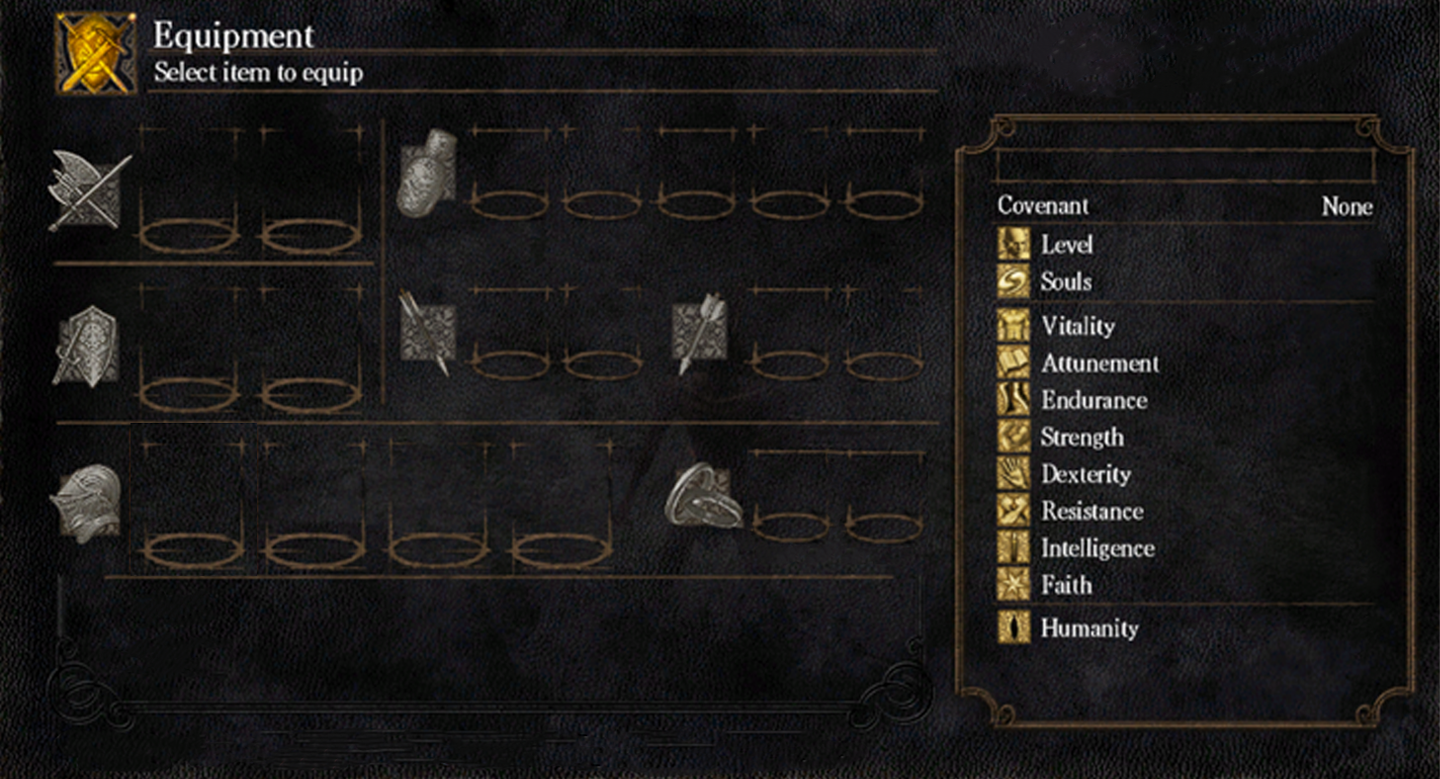 Equipment
Select item to equip
Covenant None
Level
Souls
Vitality
Attunement
Endurance
Strength
Dexterity
Resistance
Intelligence
Faith
Humanity